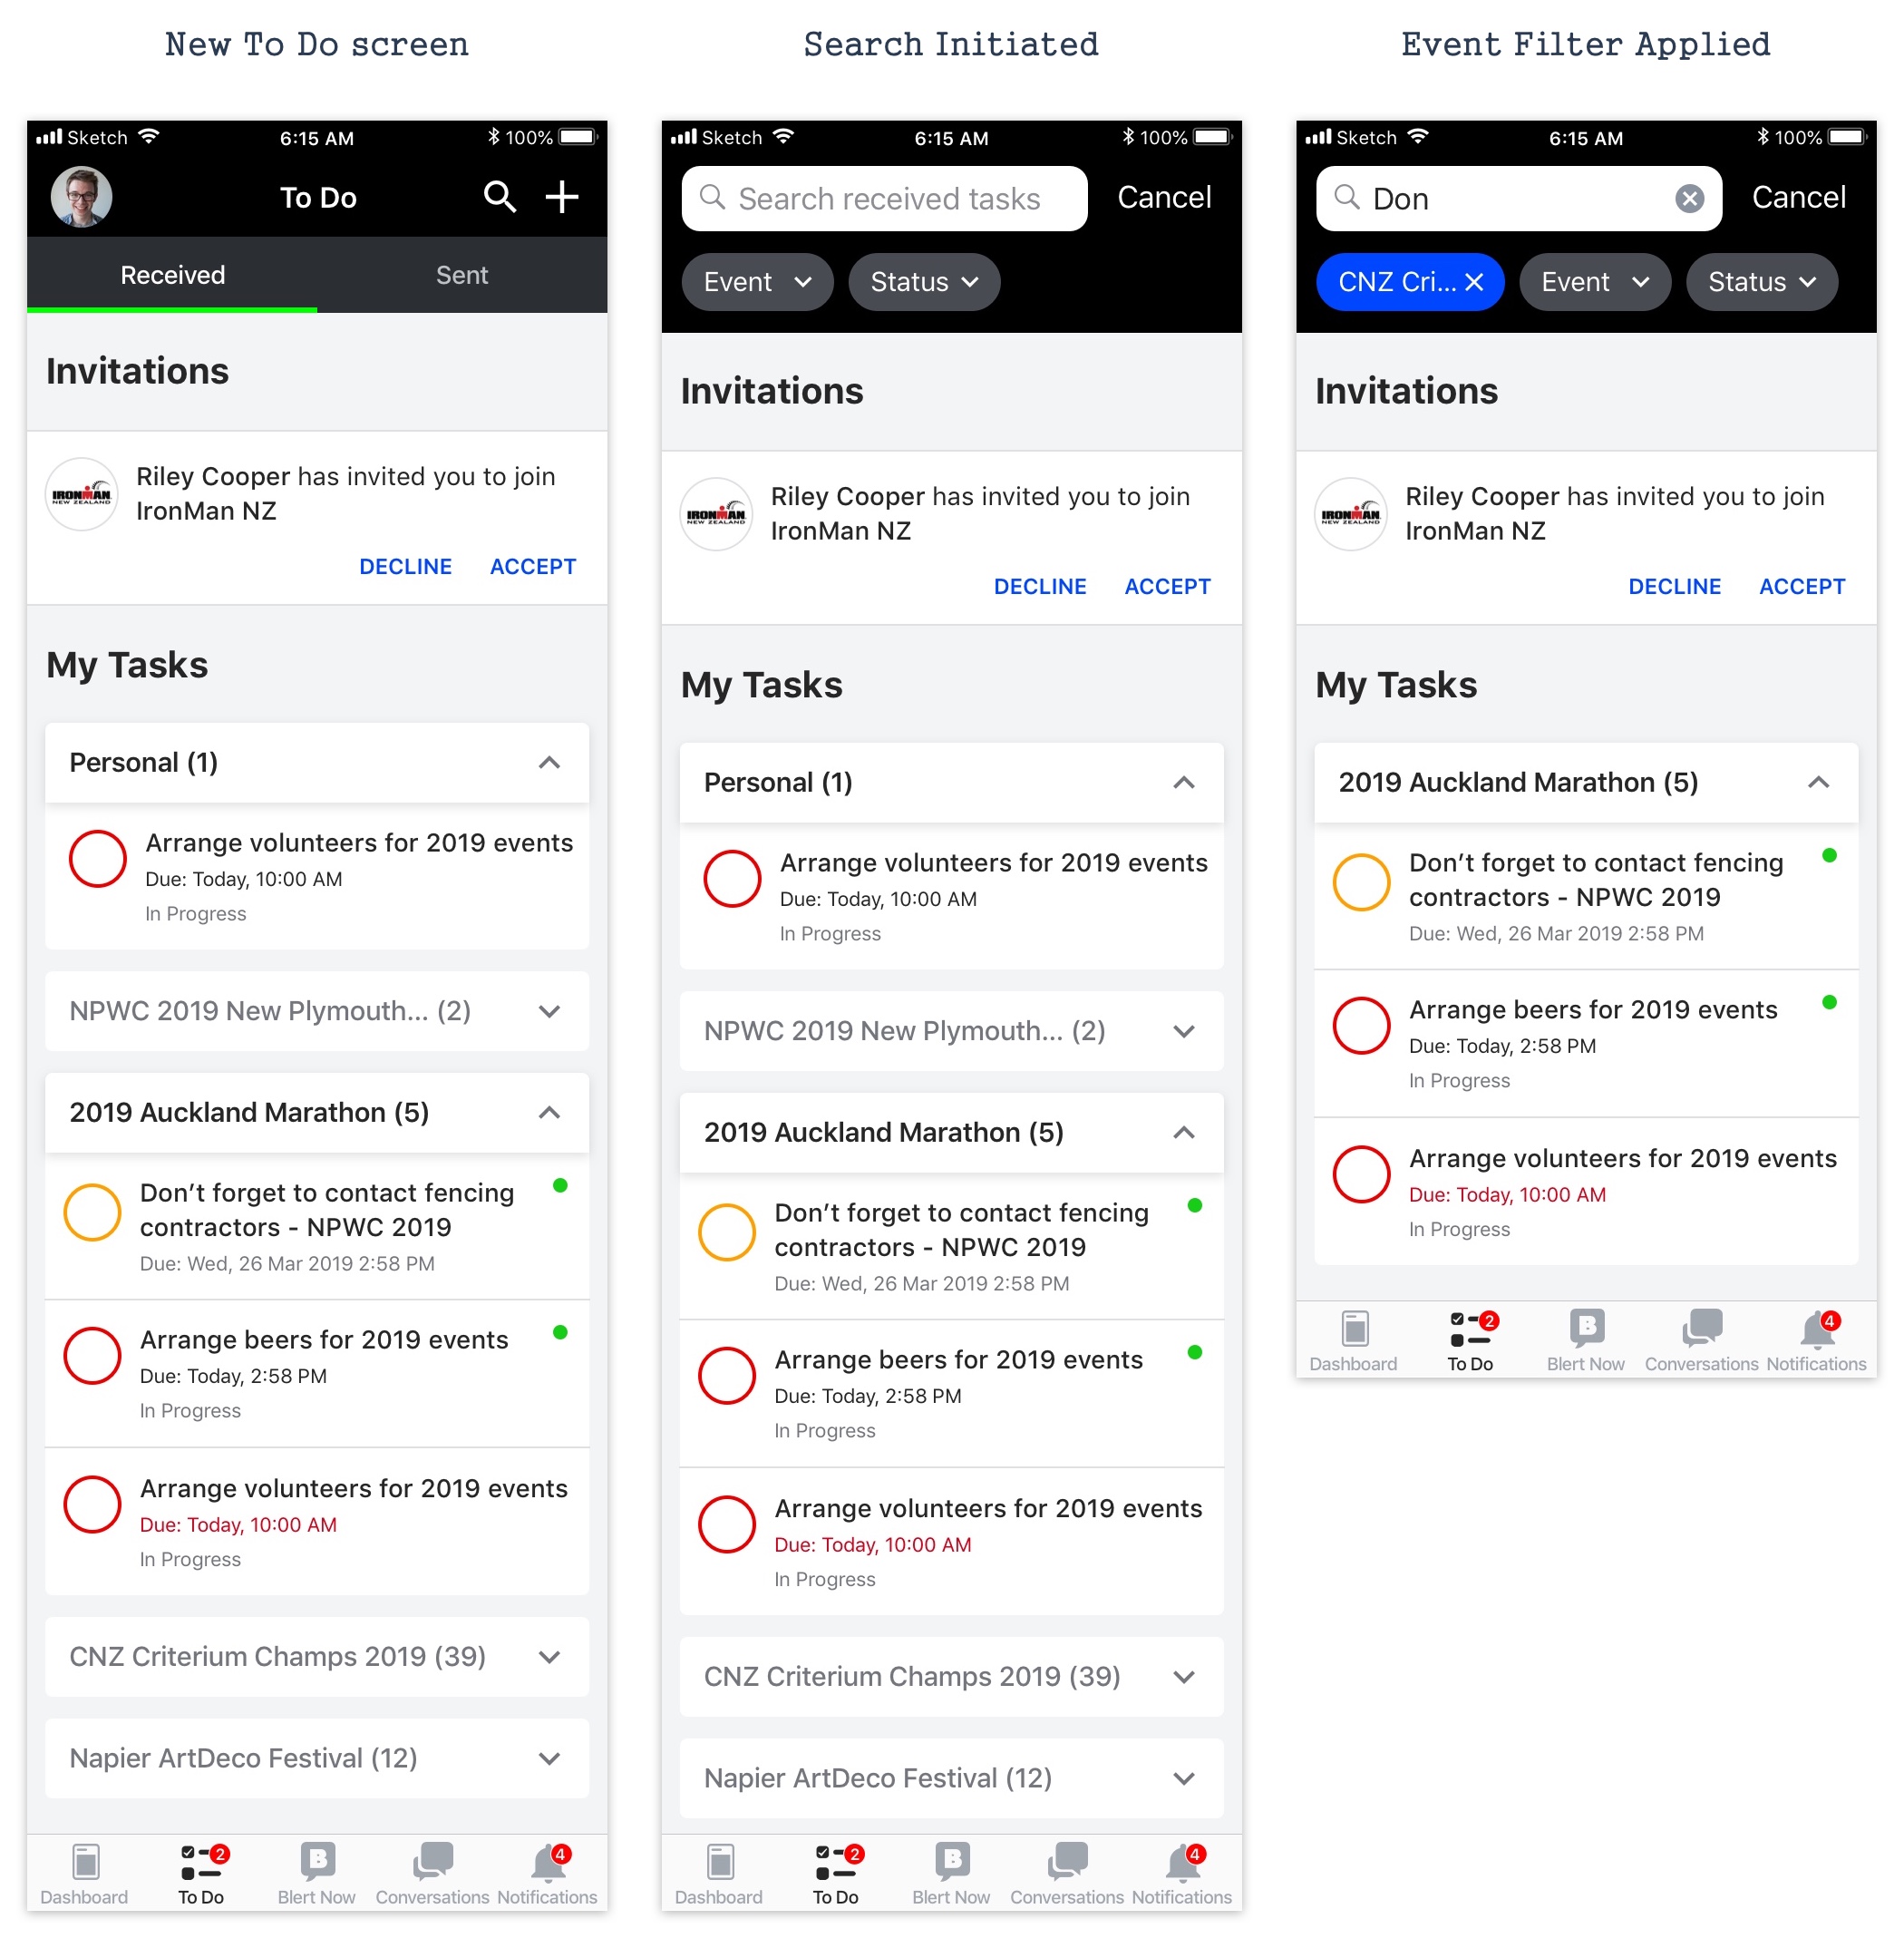 New To Do screen
Sketch 6:15 AM 100%
To Do
Received Sent
Invitations
IRONMAN
NEW ZEALAND
Riley Cooper has invited you to join
IronMan NZ
DECLINE ACCEPT
My Tasks
Personal (1)
Arrange volunteers for 2019 events
Due: Today, 10:00 AM
In Progress
NPWC 2019 New Plymouth... (2)
2019 Auckland Marathon (5)
Don’t forget to contact fencing
contractors - NPWC 2019
Due: Wed, 26 Mar 2019 2:58 PM
Arrange beers for 2019 events
Due: Today, 2:58 PM
In Progress
Arrange volunteers for 2019 events
Due: Today, 10:00 AM
In Progress
CNZ Criterium Champs 2019 (39)
Napier ArtDeco Festival (12)
2 B 4
Dashboard To Do Blert Now Conversations Notifications
Search Initiated
Sketch 6:15 AM 100%
Search received tasks Cancel
Event Status
Invitations
IRONMAN
NEW ZEALAND
Riley Cooper has invited you to join
IronMan NZ
DECLINE ACCEPT
My Tasks
Personal (1)
Arrange volunteers for 2019 events
Due: Today, 10:00 AM
In Progress
NPWC 2019 New Plymouth... (2)
2019 Auckland Marathon (5)
Don’t forget to contact fencing
contractors - NPWC 2019
Due: Wed, 26 Mar 2019 2:58 PM
Arrange beers for 2019 events
Due: Today, 2:58 PM
In Progress
Arrange volunteers for 2019 events
Due: Today, 10:00 AM
In Progress
CNZ Criterium Champs 2019 (39)
Napier ArtDeco Festival (12)
2 B 4
Dashboard To Do Blert Now Conversations Notifications
Event Filter Applied
Sketch 6:15 AM 100%
Don Cancel
CNZ Cri... Event Status
Invitations
IRONMAN
NEW ZEALAND
Riley Cooper has invited you to join
IronMan NZ
DECLINE ACCEPT
My Tasks
2019 Auckland Marathon (5)
Don’t forget to contact fencing
contractors - NPWC 2019
Due: Wed, 26 Mar 2019 2:58 PM
Arrange beers for 2019 events
Due: Today, 2:58 PM
In Progress
Arrange volunteers for 2019 events
Due: Today, 10:00 AM
In Progress
2 B 4
Dashboard To Do Blert Now Conversations Notifications